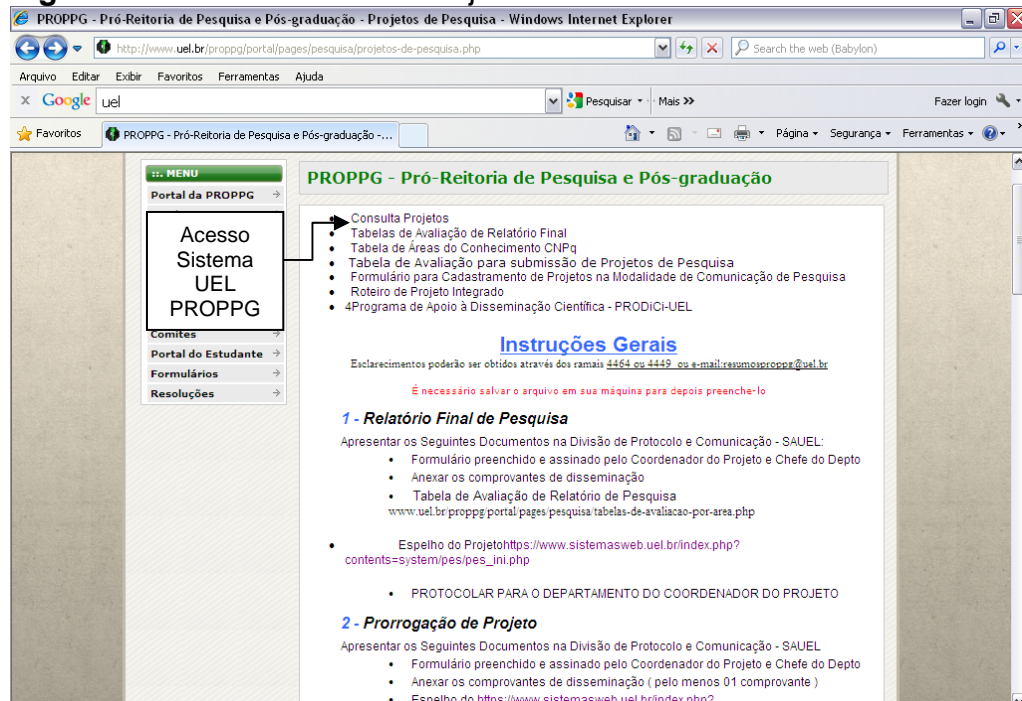 PROPPG - Pró-Reitoria de Pesquisa e Pós-graduação - Projetos de Pesquisa - Windows Internet Explorer
http://www.uel.br/proppg/portal/pages/pesquisa/projetos-de-pesquisa.php
Search the web (Babylon)
Arquivo Editar Exibir Favoritos Ferramentas Ajuda
x Google uel Pesquisar Mais >> Fazer login
Favoritos PROPPG - Pró-Reitoria de Pesquisa e Pós-graduação -... Página Segurança Ferramentas
::. MENU
Portal da PROPPG
Acesso
Sistema
UEL
PROPPG
Comites
Portal do Estudante
Formulários
Resoluções
PROPPG - Pró-Reitoria de Pesquisa e Pós-graduação
• Consulta Projetos
• Tabelas de Avaliação de Relatório Final
• Tabela de Áreas do Conhecimento CNPq
• Tabela de Avaliação para submissão de Projetos de Pesquisa
• Formulário para Cadastramento de Projetos na Modalidade de Comunicação de Pesquisa
• Roteiro de Projeto Integrado
• 4Programa de Apoio à Disseminação Científica - PRODiCi-UEL
Instruções Gerais
Esclarecimentos poderão ser obtidos através dos ramais 4464 ou 4449 ou e-mail:resumosproppg@uel.br
É necessário salvar o arquivo em sua máquina para depois preenche-lo
1 - Relatório Final de Pesquisa
Apresentar os Seguintes Documentos na Divisão de Protocolo e Comunicação - SAUEL:
• Formulário preenchido e assinado pelo Coordenador do Projeto e Chefe do Depto
• Anexar os comprovantes de disseminação
• Tabela de Avaliação de Relatório de Pesquisa
www.uel.br/proppg/portal/pages/pesquisa/tabelas-de-avaliacao-por-area.php
• Espelho do Projetohttps://www.sistemasweb.uel.br/index.php?
contents=system/pes/pes_ini.php
• PROTOCOLAR PARA O DEPARTAMENTO DO COORDENADOR DO PROJETO
2 - Prorrogação de Projeto
Apresentar os Seguintes Documentos na Divisão de Protocolo e Comunicação - SAUEL
• Formulário preenchido e assinado pelo Coordenador do Projeto e Chefe do Depto
• Anexar os comprovantes de disseminação ( pelo menos 01 comprovante )
• Espelho do https://www.sistemasweb.uel.br/index.php?